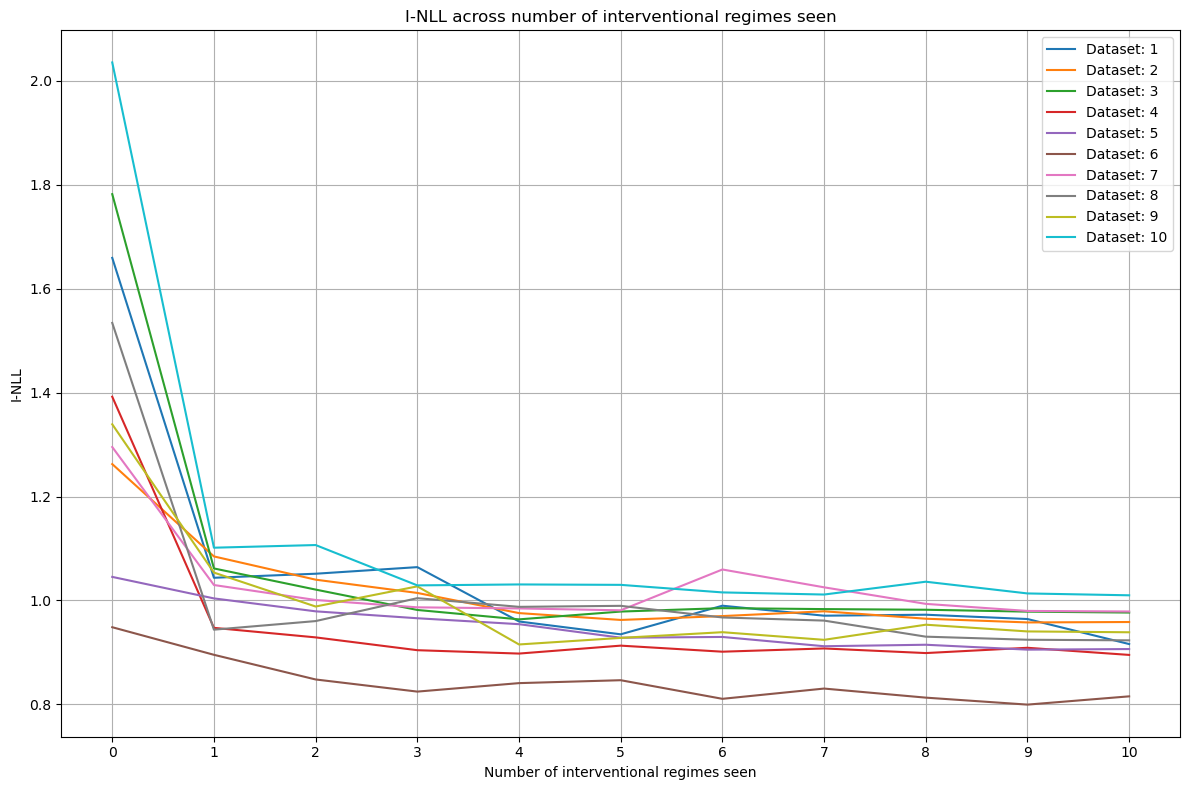 I-NLL across number of interventional regimes seen
Dataset: 1
Dataset: 2
Dataset: 3
Dataset: 4
Dataset: 5
Dataset: 6
Dataset: 7
Dataset: 8
Dataset: 9
Dataset: 10
I-NLL
2.0
1.8
1.6
1.4
1.2
1.0
0.8
0 1 2 3 4 5 6 7 8 9 10
Number of interventional regimes seen